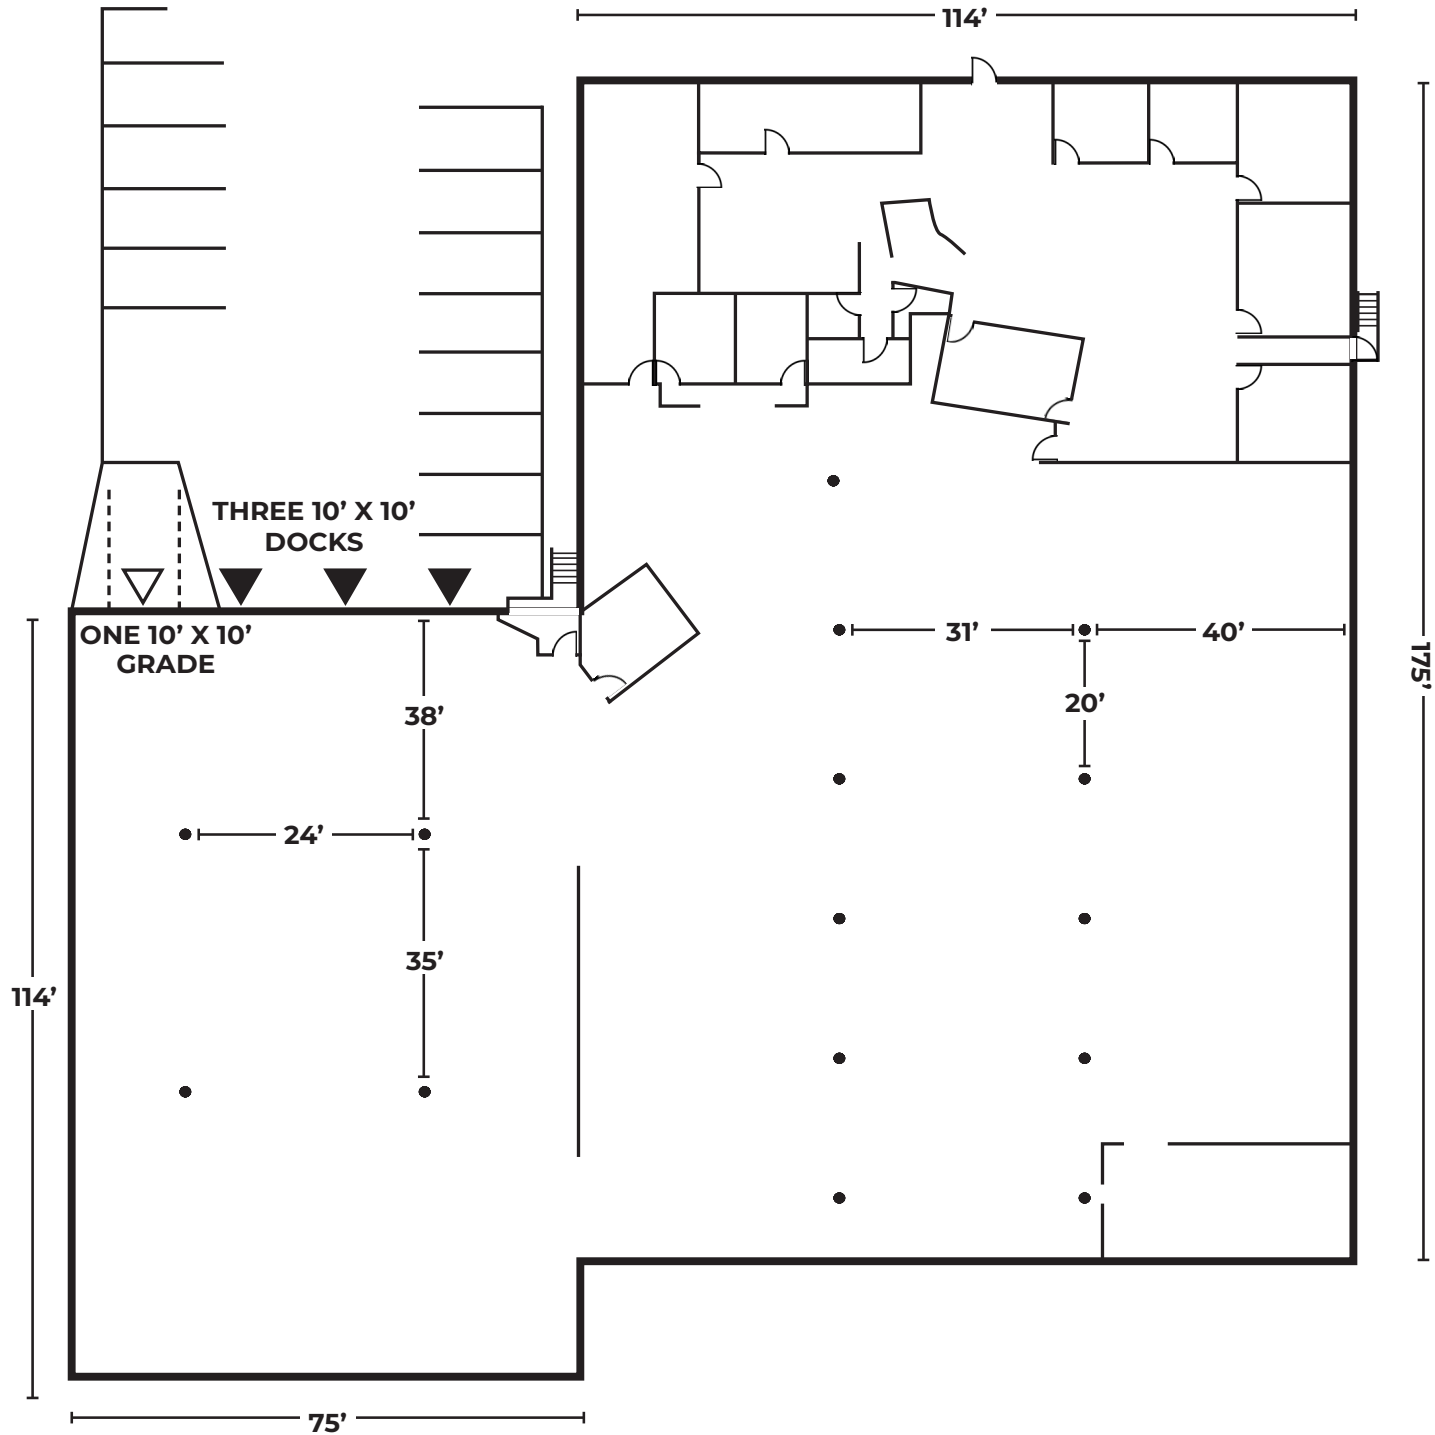 114’
THREE 10’ X 10’
DOCKS
ONE 10’ X 10’
GRADE
31’
40’
175’
20’
38’
24’
35’
114’
75’